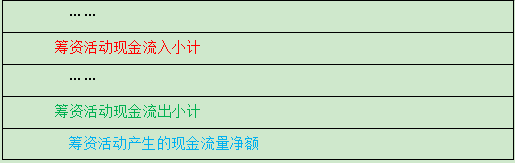 ……
筹资活动现金流入小计
……
筹资活动现金流出小计
筹资活动产生的现金流量净额